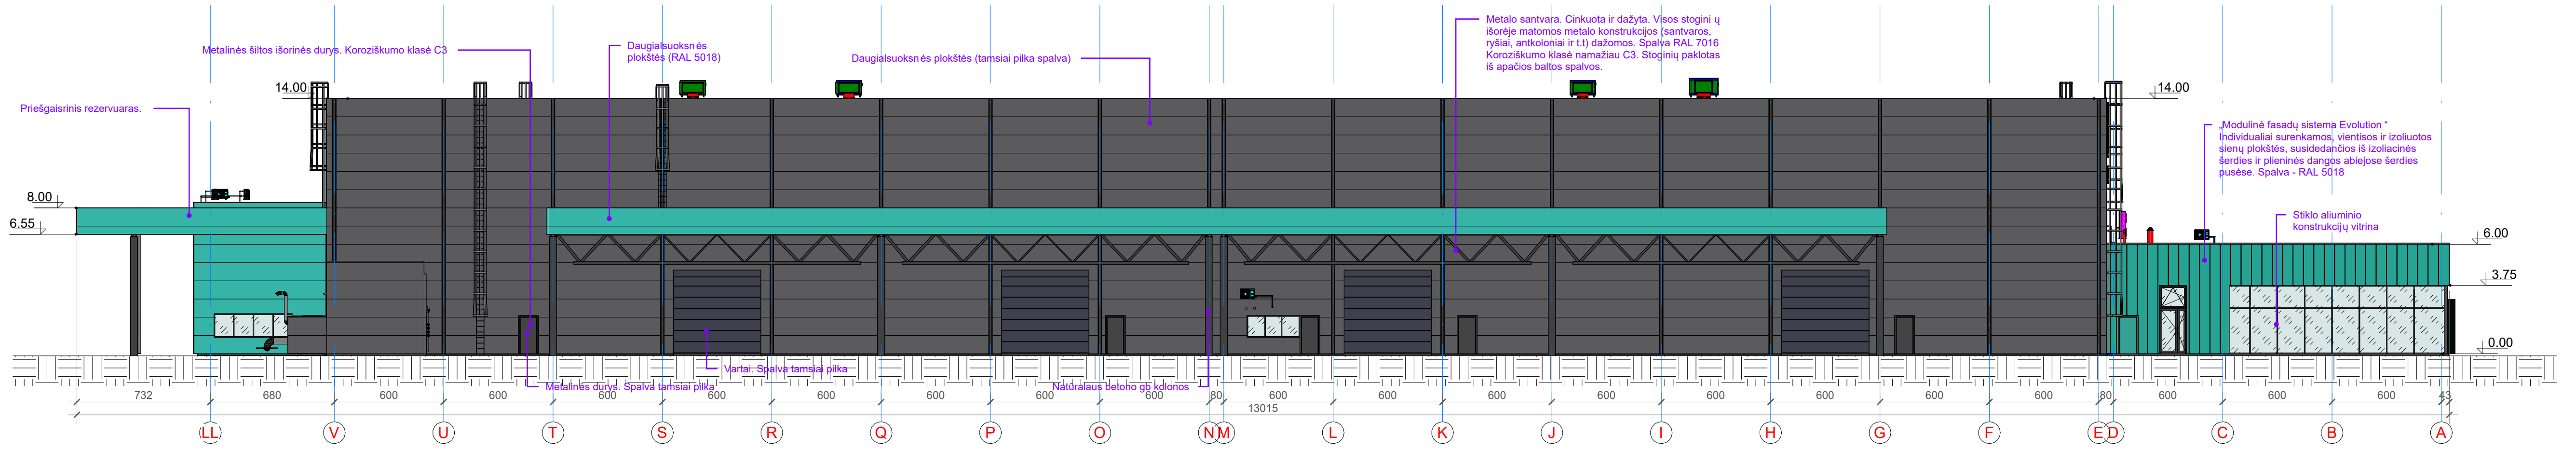 Metalinės šiltos išorinės durys. Koroziškumo klasė C3
Daugialsuoksn ės
plokštės (RAL 5018)
Daugialsuoksn ės plokštės (tamsiai pilka spalva)
Metalo santvara. Cinkuota ir dažyta. Visos stogini ų
išorėje matomos metalo konstrukcijos (santvaros,
ryšiai, antkoloniai ir t.t) dažomos. Spalva RAL 7016
Koroziškumo klasė namažiau C3. Stoginių paklotas
iš apačios baltos spalvos.
Priešgaisrinis rezervuaras.
14.00
14.00
„Modulinė fasadų sistema Evolution “
Individualiai surenkamos, vientisos ir izoliuotos
sienų plokštės, susidedančios iš izoliacinės
šerdies ir plieninės dangos abiejose šerdies
pusėse. Spalva - RAL 5018
8.00
6.55
Stiklo aliuminio
konstrukcijų vitrina
6.00
3.75
0.00
Vartai. Spalva tamsiai pilka
Metalinės durys. Spalva tamsiai pilka
Natūralaus betono gb kolonos
732 680 600 600 600 600 600 600 600 600 80 600 600 600 600 600 600 600 600 80 600 600 600 43
13015
LL V U T S R Q P O N M L K J I H G F E D C B A